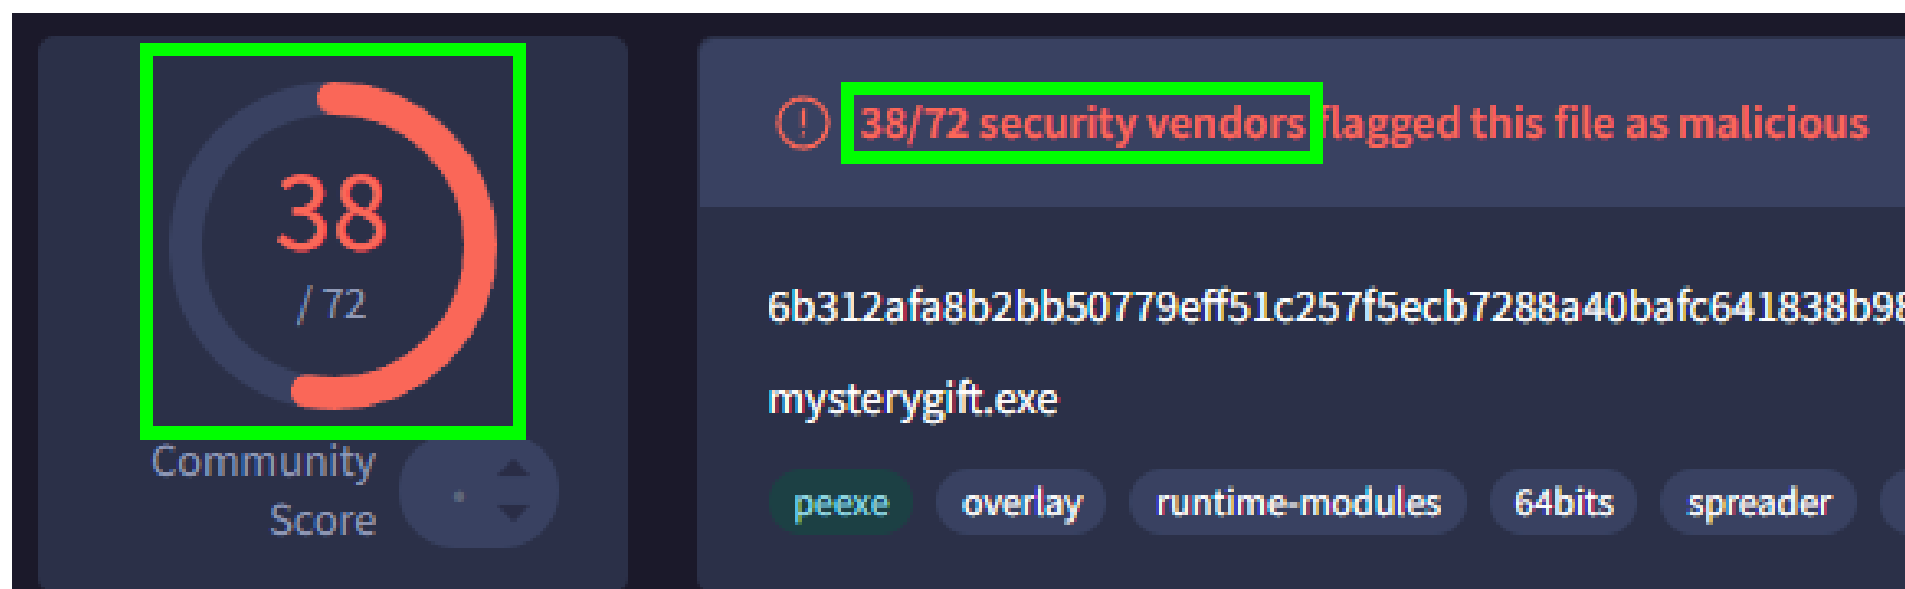 38
/ 72
Community
Score
38/72 security vendors flagged this file as malicious
6b312afa8b2bb50779eff51c257f5ecb7288a40bafc641838b98
mysterygift.exe
peexe overlay runtime-modules 64bits spreader